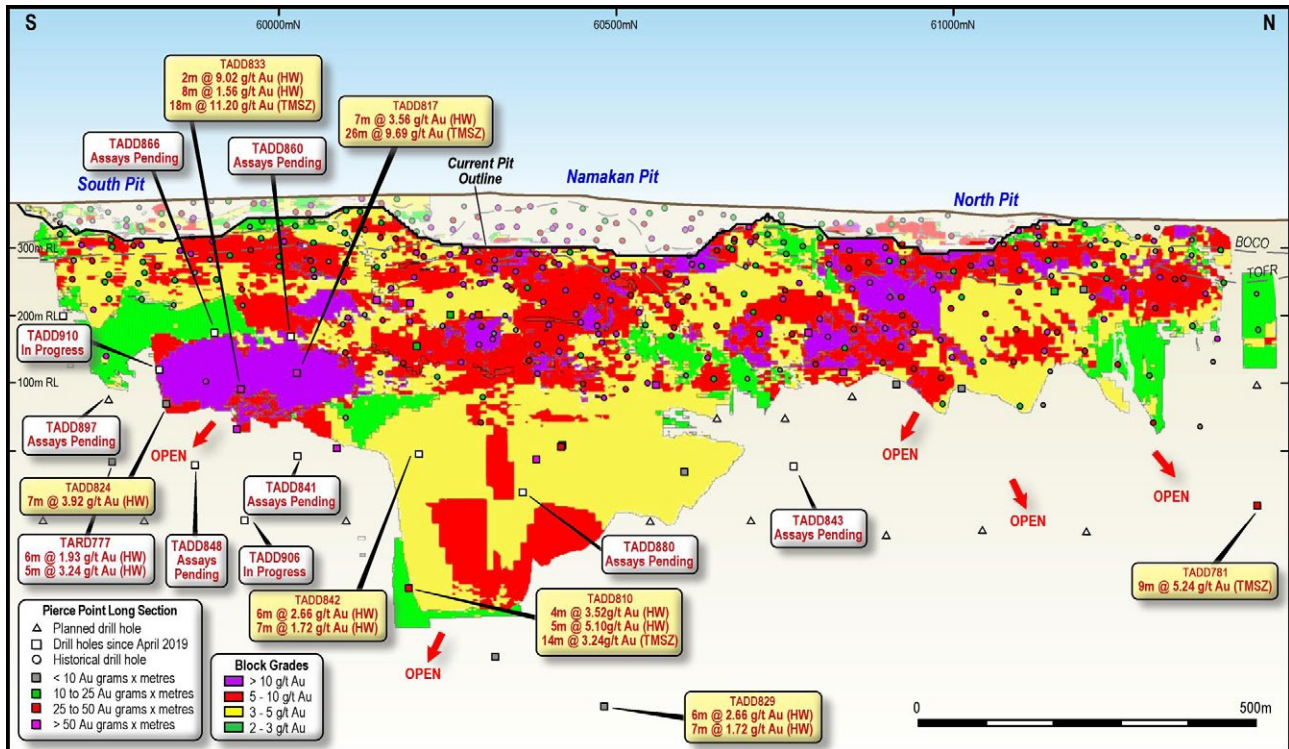 S
60000mN
60500mN
61000mN
N
TADD833
2m @ 9.02 g/t Au (HW)
8m @ 1.56 g/t Au (HW)
18m @ 11.20 g/t Au (TMSZ)
TADD817
7m @ 3.56 g/t Au (HW)
26m @ 9.69 g/t Au (TMSZ)
TADD866
Assays Pending
TADD860
Assays Pending
South Pit
Current Pit
Outline
Namakan Pit
North Pit
300m RL
BOCO
TOFR
200m RL
TADD910
In Progress
100m RL
TADD897
Assays Pending
OPEN
OPEN
OPEN
OPEN
TADD824
7m @ 3.92 g/t Au (HW)
TADD841
Assays Pending
TARD777
6m @ 1.93 g/t Au (HW)
5m @ 3.24 g/t Au (HW)
TADD848
Assays
Pending
TADD906
In Progress
TADD880
Assays Pending
TADD843
Assays Pending
TADD781
9m @ 5.24 g/t Au (TMSZ)
TADD842
6m @ 2.66 g/t Au (HW)
7m @ 1.72 g/t Au (HW)
TADD810
4m @ 3.52g/t Au (HW)
5m @ 5.10g/t Au (HW)
14m @ 3.24g/t Au (TMSZ)
OPEN
TADD829
6m @ 2.66 g/t Au (HW)
7m @ 1.72 g/t Au (HW)
Pierce Point Long Section
Planned drill hole
Drill holes since April 2019
Historical drill hole
< 10 Au grams x metres
10 to 25 Au grams x metres
25 to 50 Au grams x metres
> 50 Au grams x metres
Block Grades
> 10 g/t Au
5 - 10 g/t Au
3 - 5 g/t Au
2 - 3 g/t Au
0
500m